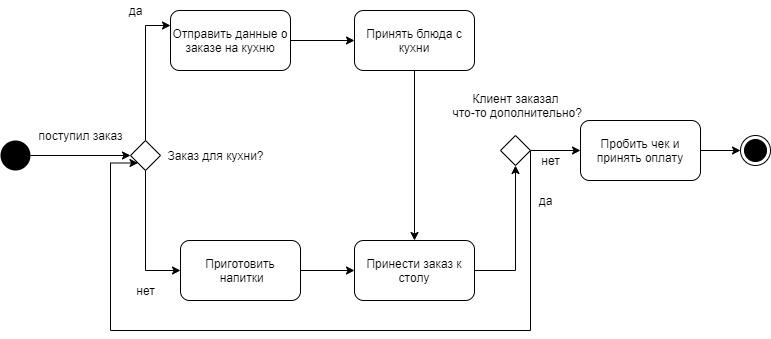 да
Отправить данные о
заказе на кухню
Принять блюда с
кухни
Клиент заказал
что-то дополнительно?
поступил заказ
Заказ для кухни?
Пробить чек и
принять оплату
нет
да
Приготовить
напитки
Принести заказ к
столу
нет